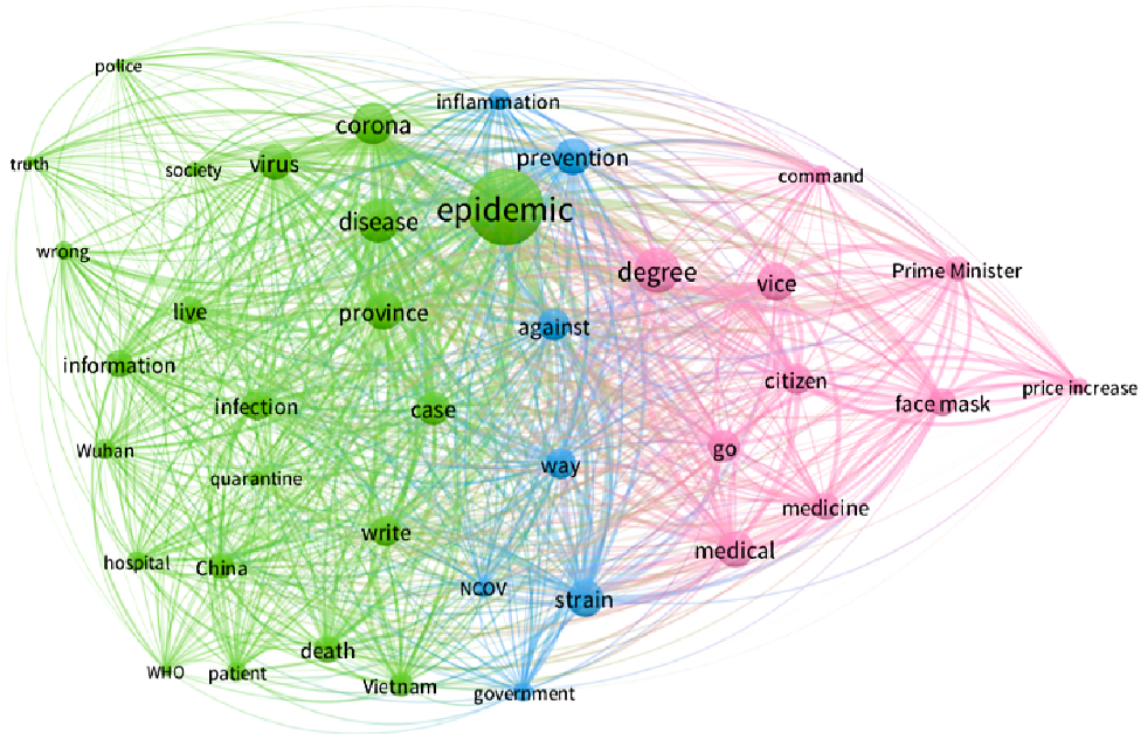 police
inflammation
corona
prevention
truth
society
virus
command
epidemic
disease
wrong
degree
Prime Minister
vice
live
province
against
information
citizen
price increase
infection
case
face mask
Wuhan
go
way
quarantine
medicine
write
medical
hospital
China
NCOV
strain
death
WHO
patient
Vietnam
government